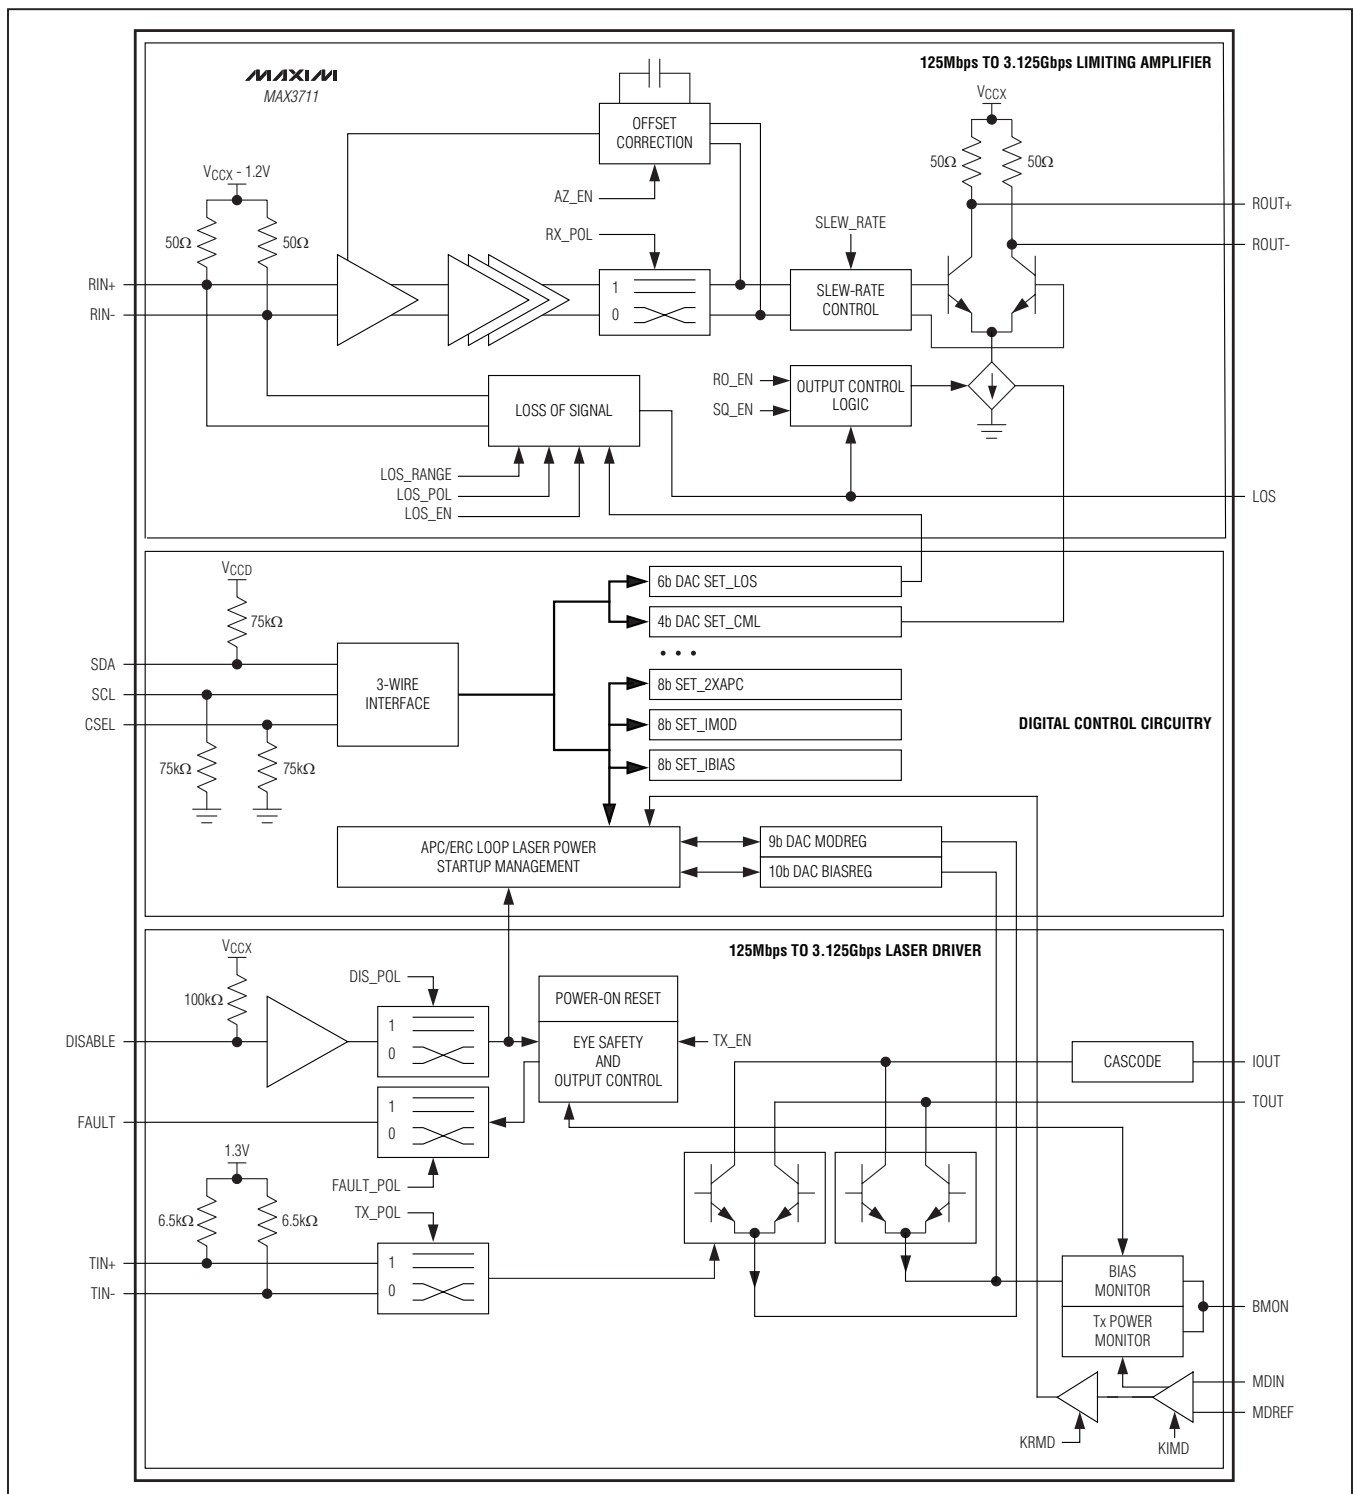 125Mbps TO 3.125Gbps LIMITING AMPLIFIER
MAXIM
MAX3711
VCCX
OFFSET
CORRECTION
50Ω
50Ω
VCCX - 1.2V
AZ_EN
ROUT+
RX_POL
SLEW_RATE
50Ω
50Ω
ROUT-
RIN+
1
SLEW-RATE
CONTROL
RIN-
0
RO_EN
OUTPUT CONTROL
LOGIC
LOSS OF SIGNAL
SQ_EN
LOS_RANGE
LOS_POL
LOS
LOS_EN
VCCD
6b DAC SET_LOS
75kΩ
4b DAC SET_CML
• • •
SDA
3-WIRE
INTERFACE
8b SET_2XAPC
SCL
CSEL
8b SET_IMOD
DIGITAL CONTROL CIRCUITRY
75kΩ
75kΩ
8b SET_IBIAS
APC/ERC LOOP LASER POWER
STARTUP MANAGEMENT
9b DAC MODREG
10b DAC BIASREG
VCCX
125Mbps TO 3.125Gbps LASER DRIVER
DIS_POL
100kΩ
POWER-ON RESET
1
DISABLE
0
EYE SAFETY
AND
OUTPUT CONTROL
TX_EN
CASCODE
IOUT
1
TOUT
FAULT
0
1.3V
FAULT_POL
TX_POL
6.5kΩ
6.5kΩ
TIN+
1
BIAS
MONITOR
TIN-
0
BMON
Tx POWER
MONITOR
MDIN
MDREF
KRMD
KIMD